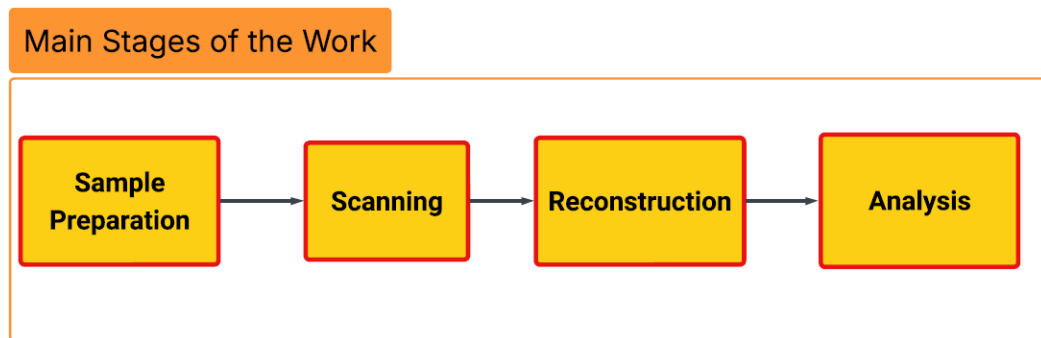 Main Stages of the Work
Sample
Preparation
Scanning
Reconstruction
Analysis